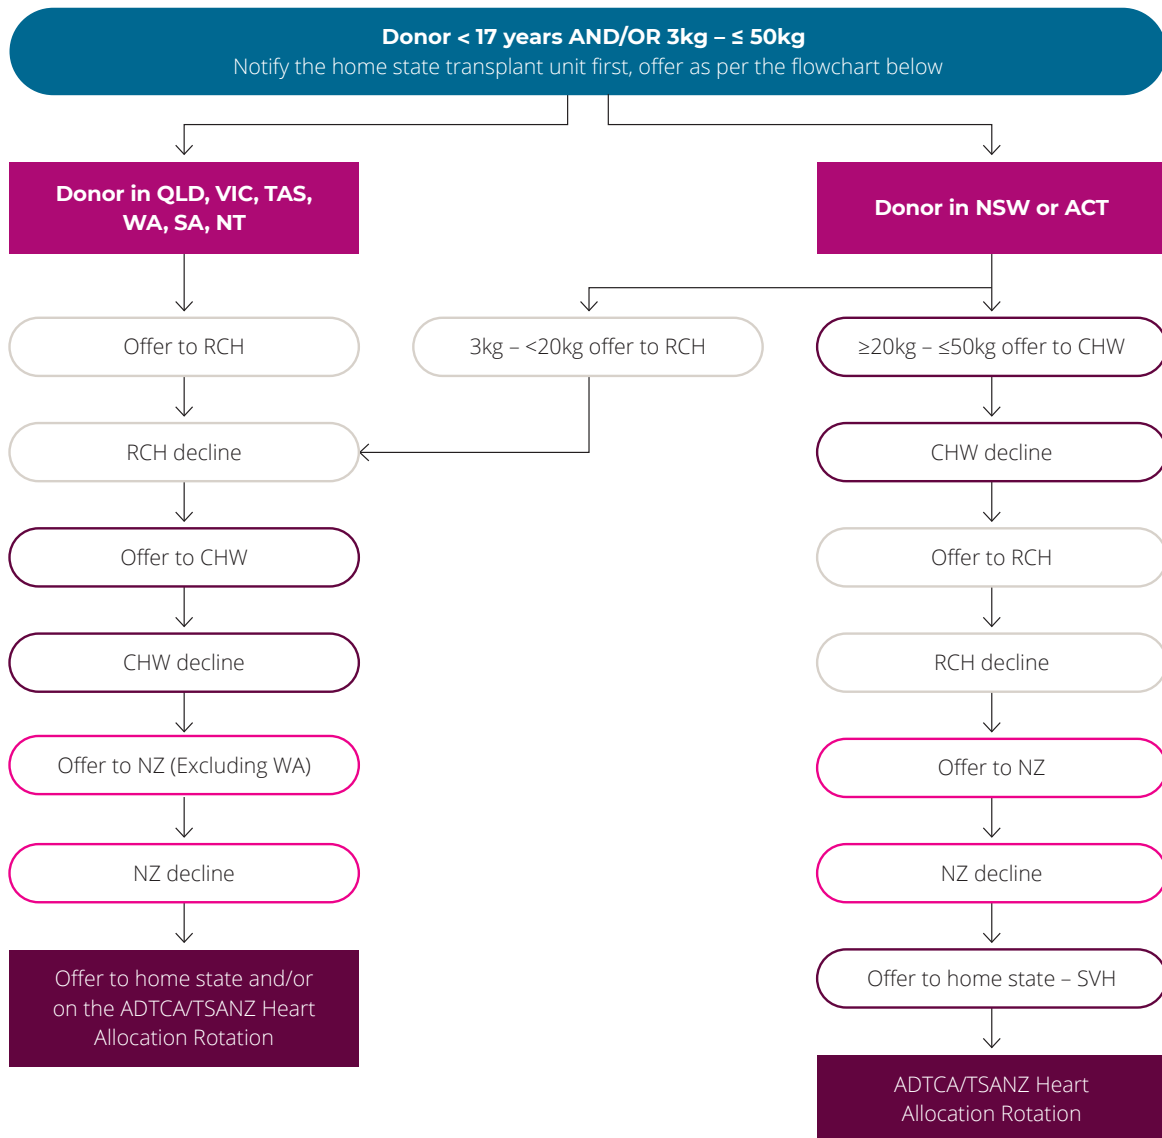 Donor < 17 years AND/OR 3kg – ≤ 50kg
Notify the home state transplant unit first, offer as per the flowchart below
Donor in QLD, VIC, TAS,
WA, SA, NT
Donor in NSW or ACT
Offer to RCH
3kg – <20kg offer to RCH
≥20kg – ≤50kg offer to CHW
RCH decline
CHW decline
Offer to CHW
Offer to RCH
CHW decline
RCH decline
Offer to NZ (Excluding WA)
Offer to NZ
NZ decline
NZ decline
Offer to home state and/or
on the ADTCA/TSANZ Heart
Allocation Rotation
Offer to home state – SVH
ADTCA/TSANZ Heart
Allocation Rotation